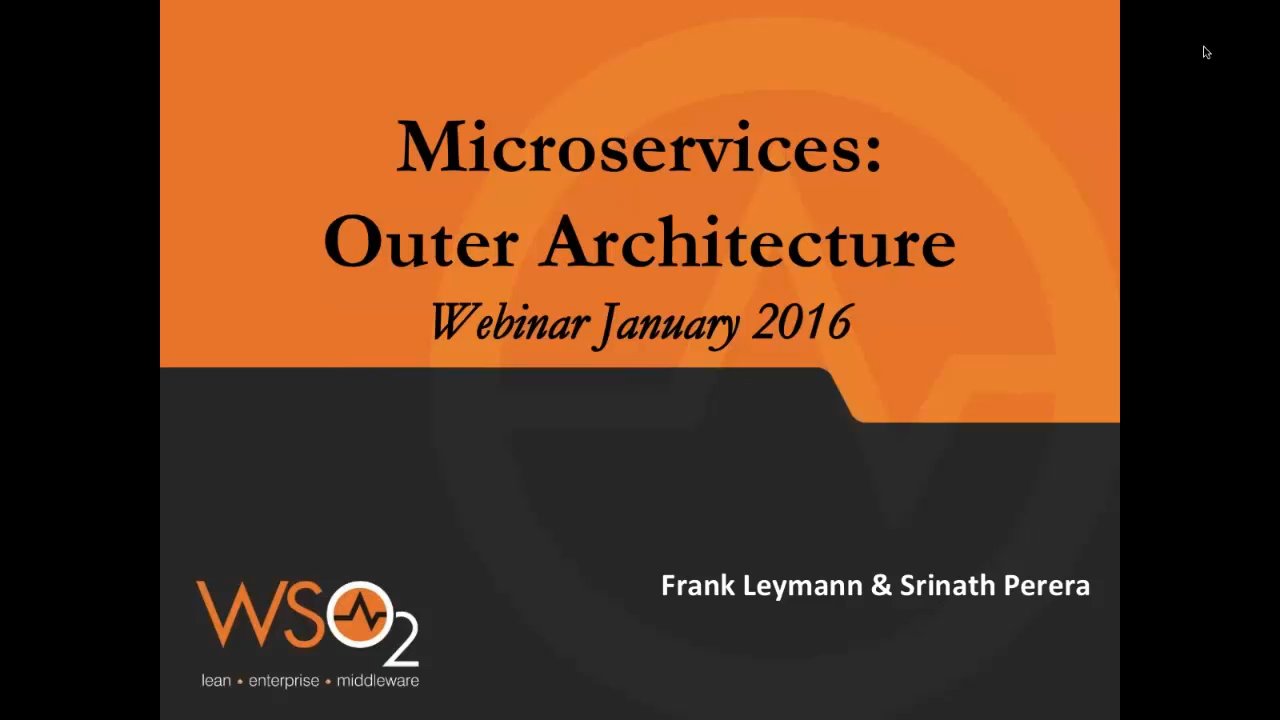 Microservices:
Outer Architecture
Webinar January 2016
Frank Leymann & Srinath Perera
WSO2
lean • enterprise • middleware